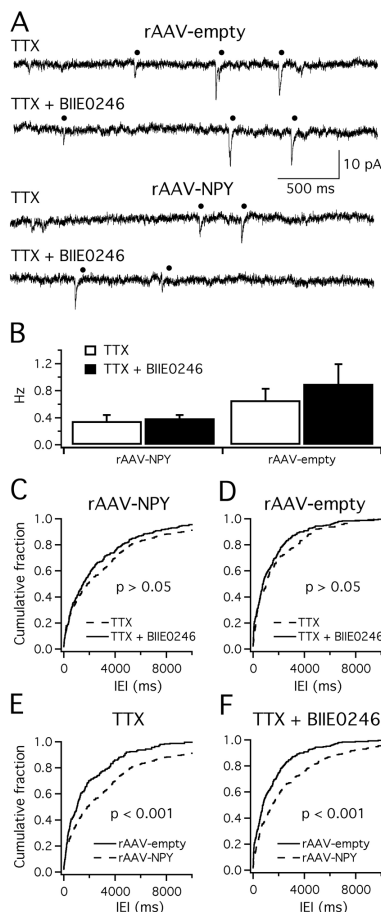 A
rAAV-empty
TTX
TTX + BIIE0246
10 pA
500 ms
rAAV-NPY
TTX
TTX + BIIE0246
B
TTX
TTX + BIIE0246
Hz
1.2
0.8
0.4
0.0
rAAV-NPY rAAV-empty
C
rAAV-NPY
Cumulative fraction
1.0
0.8
0.6
0.4
0.2
0.0
p > 0.05
TTX
TTX + BIIE0246
0 4000 8000
IEI (ms)
D
rAAV-empty
1.0
0.8
0.6
0.4
0.2
0.0
p > 0.05
TTX
TTX + BIIE0246
0 4000 8000
IEI (ms)
E
TTX
Cumulative fraction
1.0
0.8
0.6
0.4
0.2
0.0
p < 0.001
rAAV-empty
rAAV-NPY
0 4000 8000
IEI (ms)
F
TTX + BIIE0246
1.0
0.8
0.6
0.4
0.2
0.0
p < 0.001
rAAV-empty
rAAV-NPY
0 4000 8000
IEI (ms)